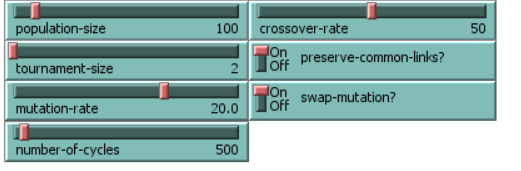 population-size 100
crossover-rate 50
tournament-size 2
On
Off
preserve-common-links?
mutation-rate 20.0
On
Off
swap-mutation?
number-of-cycles 500